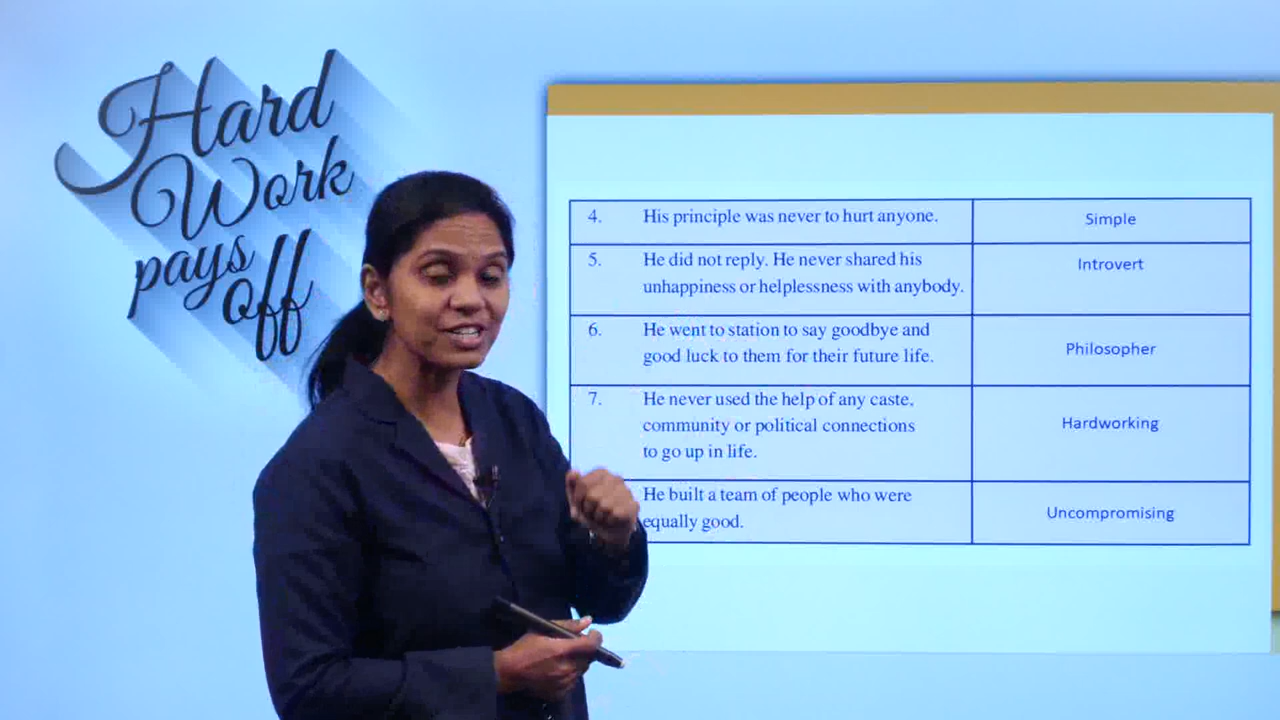 Hard
Work
pays
off
4. His principle was never to hurt anyone. Simple
5. He did not reply. He never shared his Introvert
unhappiness or helplessness with anybody.
6. He went to station to say goodbye and
good luck to them for their future life. Philosopher
7. He never used the help of any caste,
community or political connections Hardworking
to go up in life.
He built a team of people who were
equally good. Uncompromising